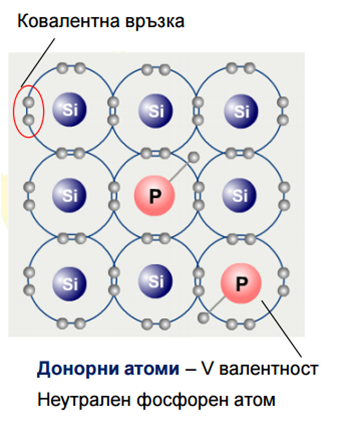 Ковалентна връзка
Si Si Si
Si P Si
Si Si P
Донорни атоми – V валентност
Неутрален фосфорен атом